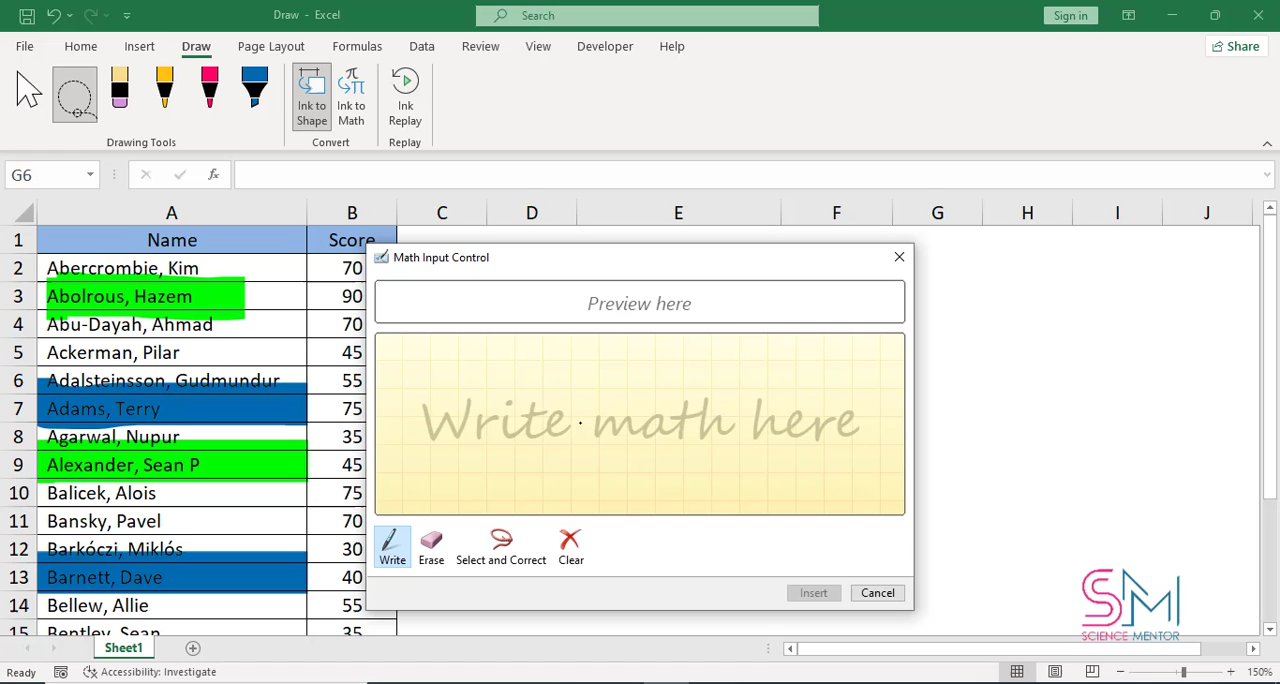 Draw - Excel
Search
Sign in
File Home Insert Draw Page Layout Formulas Data Review View Developer Help
Share
Ink to Shape
Ink to Math
Ink Replay
Drawing Tools
Convert
Replay
G6
fx
A B C D E F G H I J
1 Name Score
2 Abercrombie, Kim 70
3 Abolrous, Hazem 90
4 Abu-Dayah, Ahmad 70
5 Ackerman, Pilar 45
6 Adalsteinsson, Gudmundur 55
7 Adams, Terry 75
8 Agarwal, Nupur 35
9 Alexander, Sean P 45
10 Balicek, Alois 75
11 Bansky, Pavel 70
12 Barkóczi, Miklós 30
13 Barnett, Dave 40
14 Bellew, Allie 55
15 Bentley, Sean 35
Math Input Control
Preview here
Write math here
Write
Erase
Select and Correct
Clear
Insert
Cancel
SM
SCIENCE MENTOR
Sheet1
Ready
Accessibility: Investigate
150%